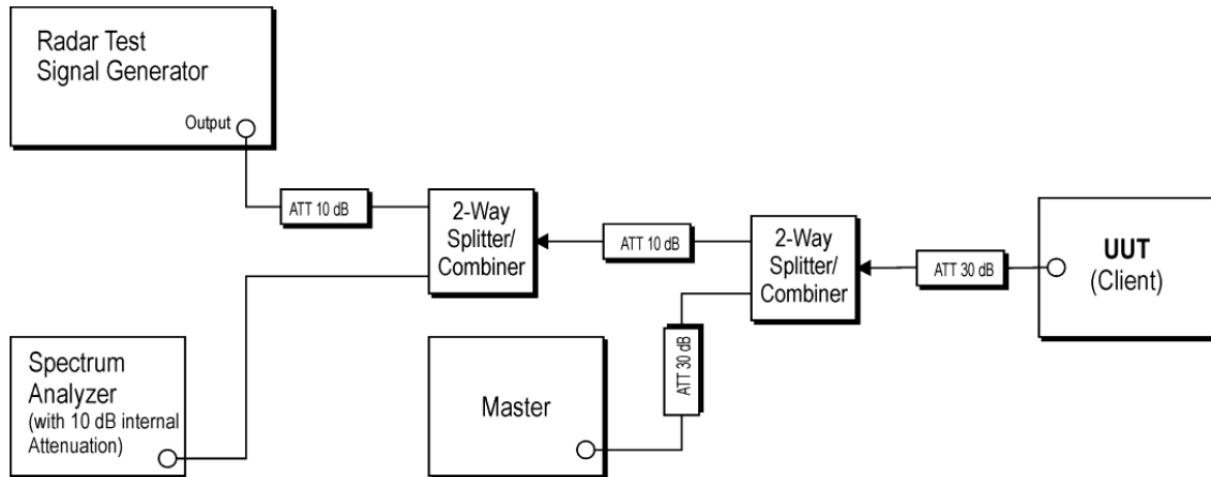 Radar Test
Signal Generator
Output
ATT 10 dB
2-Way
Splitter/
Combiner
ATT 10 dB
2-Way
Splitter/
Combiner
ATT 30 dB
UUT
(Client)
Spectrum
Analyzer
(with 10 dB internal
Attenuation)
Master
ATT 30 dB